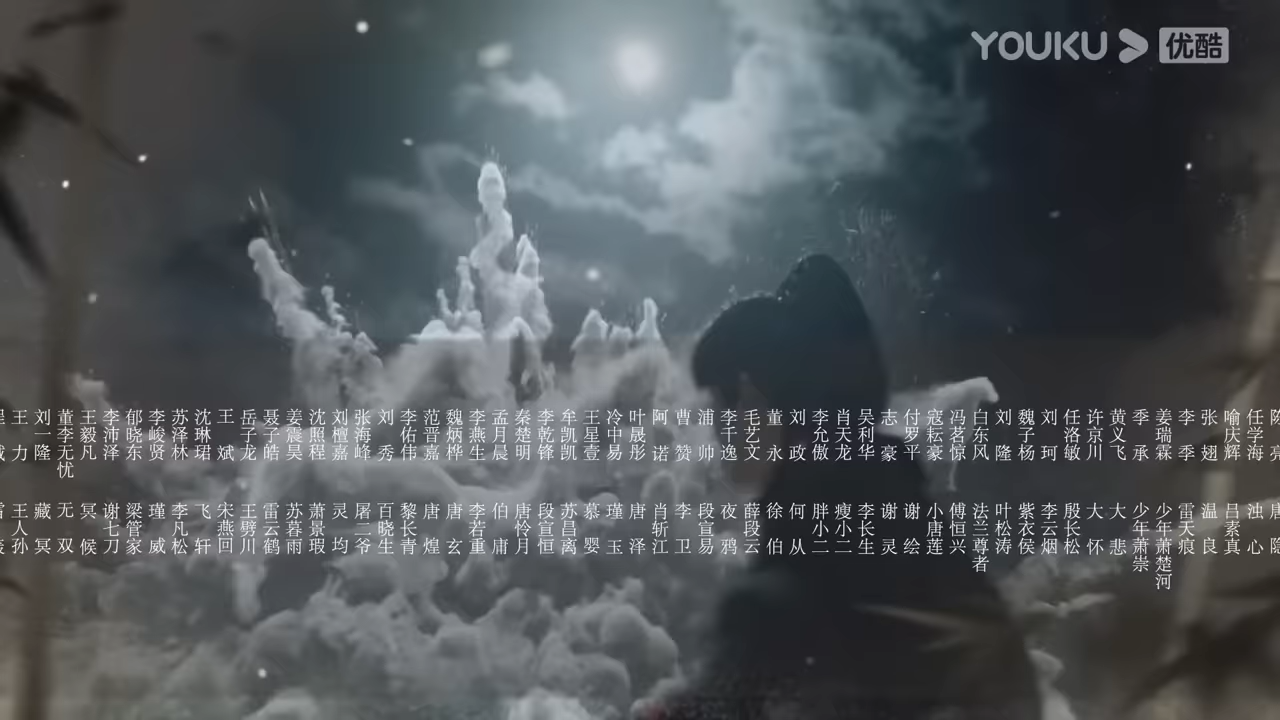 任学海
喻庆辉
张翅
李季
姜瑞霖
季承
黄义飞
许京川
任洛敏
刘珂
魏子杨
刘隆
白东风
冯茗惊
寇耘豪
付罗平
志豪
吴利华
肖天龙
李允傲
刘政
董永
毛艺文
李千逸
浦帅
曹赞
阿诺
叶晟彤
冷中易
王星壹
牟凯凯
李乾锋
秦楚明
孟月晨
李燕生
魏炳桦
范晋嘉
李佑伟
刘秀
张海峰
刘檀嘉
沈照程
姜震昊
聂子皓
岳子龙
王斌
沈琳珺
苏泽林
李峻贤
郁晓东
李沛泽
王毅凡
董李无忧
刘一隆
王力
唐隐
浊心
吕素真
温良
雷天痕
少年萧楚河
少年萧崇
大悲
大怀
殷长松
李云烟
紫衣侯
叶松涛
法兰尊者
傅恒兴
小唐莲
谢绘
谢灵
李长生
瘦小二
胖小二
何从
徐伯
薛段云
夜鸦
段宣易
李卫
肖斩江
唐泽
瑾玉
慕婴
苏昌离
段宣恒
唐怜月
伯庸
李若重
唐玄
唐煌
黎长青
百晓生
屠二爷
灵均
萧景瑕
苏暮雨
雷云鹤
王劈川
宋燕回
飞轩
李凡松
瑾威
梁管家
谢七刀
冥候
无双
藏冥
王人孙
YOUKU 优酷